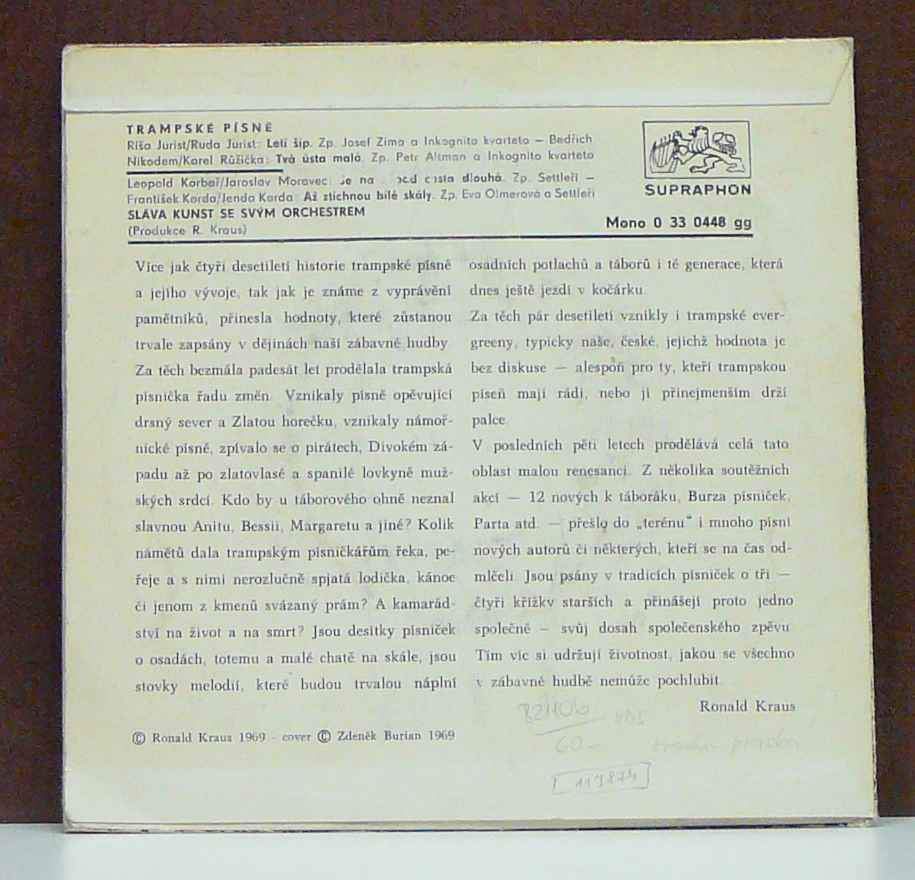 TRAMPSKÉ PÍSNĚ
Ríša Jurist/Ruda Jurist: Letí šíp. Zp. Josef Zíma a Inkognito kvarteto – Bedřich
Nikodem/Karel Růžička: Tvá ústa malá. Zp. Petr Altman a Inkognito kvarteto
Leopold Korbař/Jaroslav Moravec: Je na cesta dlouhá. Zp. Settleři –
František Korda/Jenda Korda: Až ztichnou bílé skály. Zp. Eva Olmerová a Settleři
SLÁVA KUNST SE SVÝM ORCHESTREM
(Produkce R. Kraus)
SUPRAPHON
Mono 0 33 0448 gg
Více jak čtyři desetiletí historie trampské písně
a jejího vývoje, tak jak je známe z vyprávění
pamětníků, přinesla hodnoty, které zůstanou
trvale zapsány v dějinách naší zábavné hudby
Za těch bezmála padesát let prodělala trampská
písnička řadu změn. Vznikaly písně opěvující
drsný sever a Zlatou horečku, vznikaly námoř-
nické písně, zpívalo se o pirátech, Divokém zá-
padu až po zlatovlasé a spanilé lovkyně muž-
ských srdcí. Kdo by u táborového ohně neznal
slavnou Anitu, Bessii, Margaretu a jiné? Kolik
námětů dala trampským písničkářům řeka, pe-
řeje a s nimi nerozlučně spjatá lodička, kánoe
či jenom z kmenů svázaný prám? A kamarád-
ství na život a na smrt? Jsou desítky písniček
o osadách, totemu a malé chatě na skále, jsou
stovky melodií, které budou trvalou náplní
osadních potlachů a táborů i té generace, která
dnes ještě jezdí v kočárku.
Za těch pár desetiletí vznikly i trampské ever-
greeny, typicky naše, české, jejichž hodnota je
bez diskuse — alespoň pro ty, kteří trampskou
píseň mají rádi, nebo jí přinejmenším drží
palce.
V posledních pěti letech prodělává celá tato
oblast malou renesanci. Z několika soutěžních
akcí — 12 nových k táboráku, Burza písniček,
Parta atd. — přešlo do „terénu“ i mnoho písní
nových autorů či některých, kteří se na čas od-
mlčeli. Jsou psány v tradicích písniček o tři —
čtyři křížky starších a přinášejí proto jedno
společné – svůj dosah společenského zpěvu
Tím víc si udržují životnost, jakou se všechno
v zábavné hudbě nemůže pochlubit.
Ronald Kraus
© Ronald Kraus 1969 - cover © Zdeněk Burian 1969
60.-